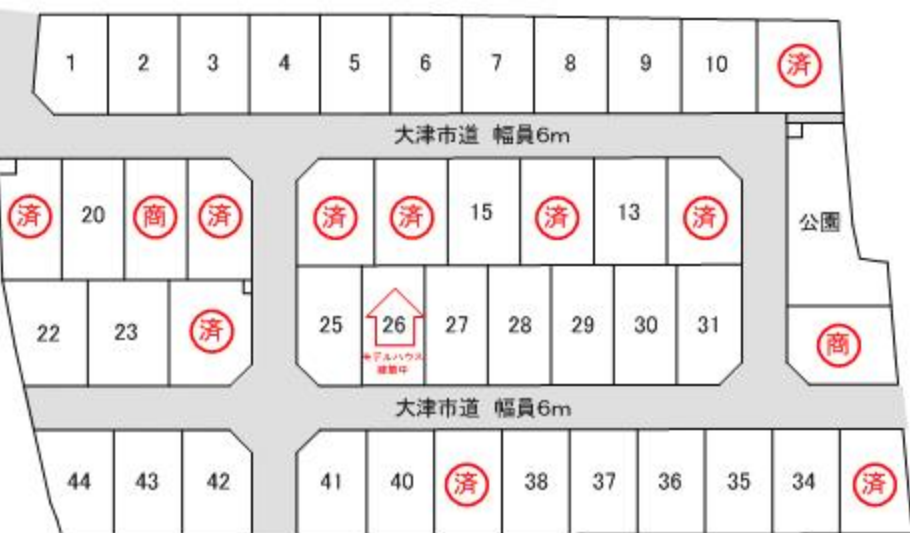 1 2 3 4 5 6 7 8 9 10 済
大津市道 幅員6m
済 20 商 済 済 済 15 済 13 済
公園
22 23 済 25 26 27 28 29 30 31 商
モデルハウス
建築中
大津市道 幅員6m
44 43 42 41 40 済 38 37 36 35 34 済